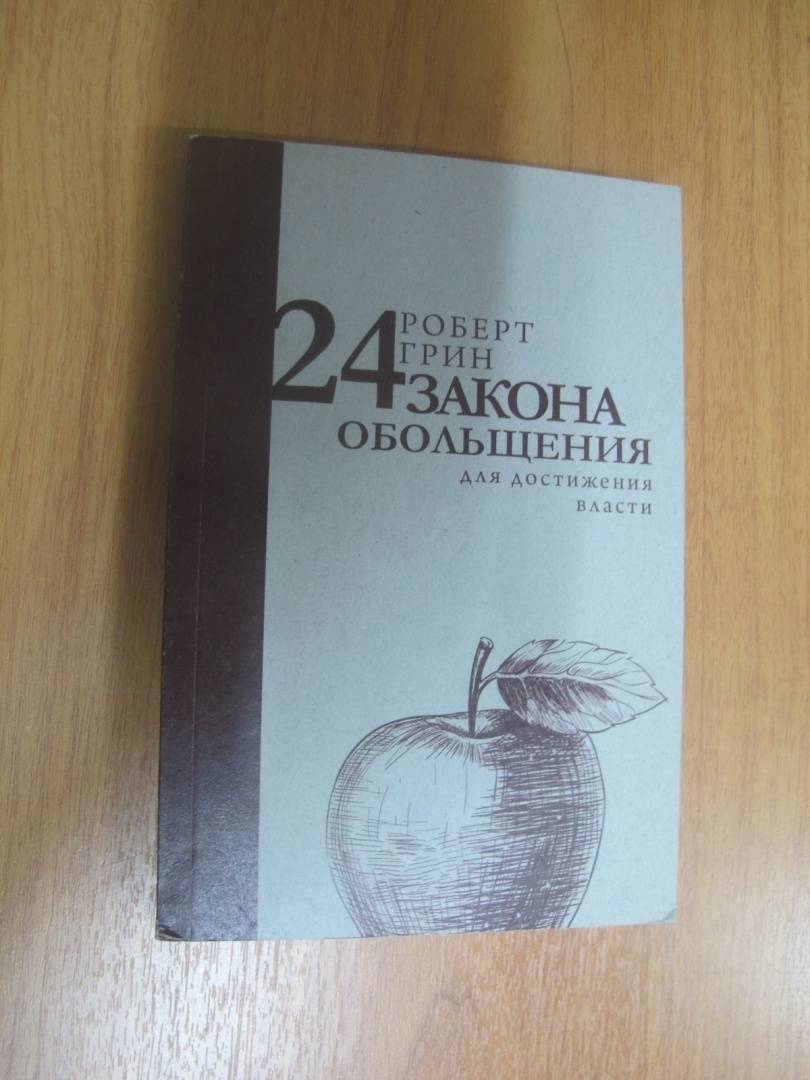 РОБЕРТ
ГРИН
24 ЗАКОНА
ОБОЛЬЩЕНИЯ
для достижения
власти